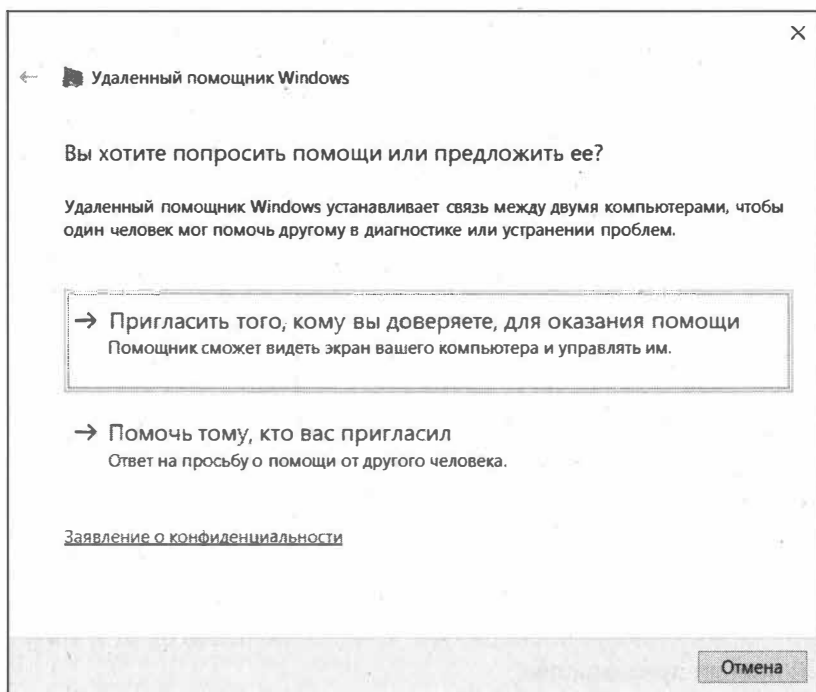 Удаленный помощник Windows
Вы хотите попросить помощи или предложить ее?
Удаленный помощник Windows устанавливает связь между двумя компьютерами, чтобы
один человек мог помочь другому в диагностике или устранении проблем.
→ Пригласить того, кому вы доверяете, для оказания помощи
Помощник сможет видеть экран вашего компьютера и управлять им.
→ Помочь тому, кто вас пригласил
Ответ на просьбу о помощи от другого человека.
Заявление о конфиденциальности
Отмена